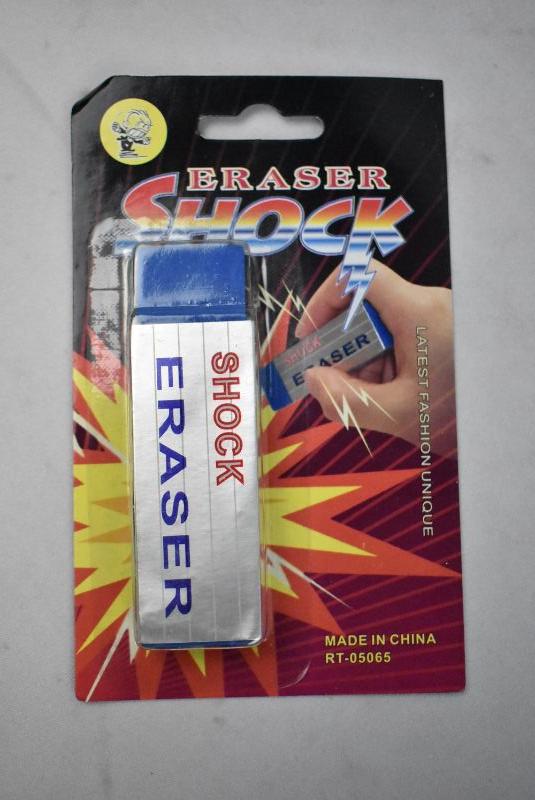 ERASER
SHOCK
SHOCK
ERASER
SHOCK
ERASER
LATEST FASHION UNIQUE
MADE IN CHINA
RT-05065